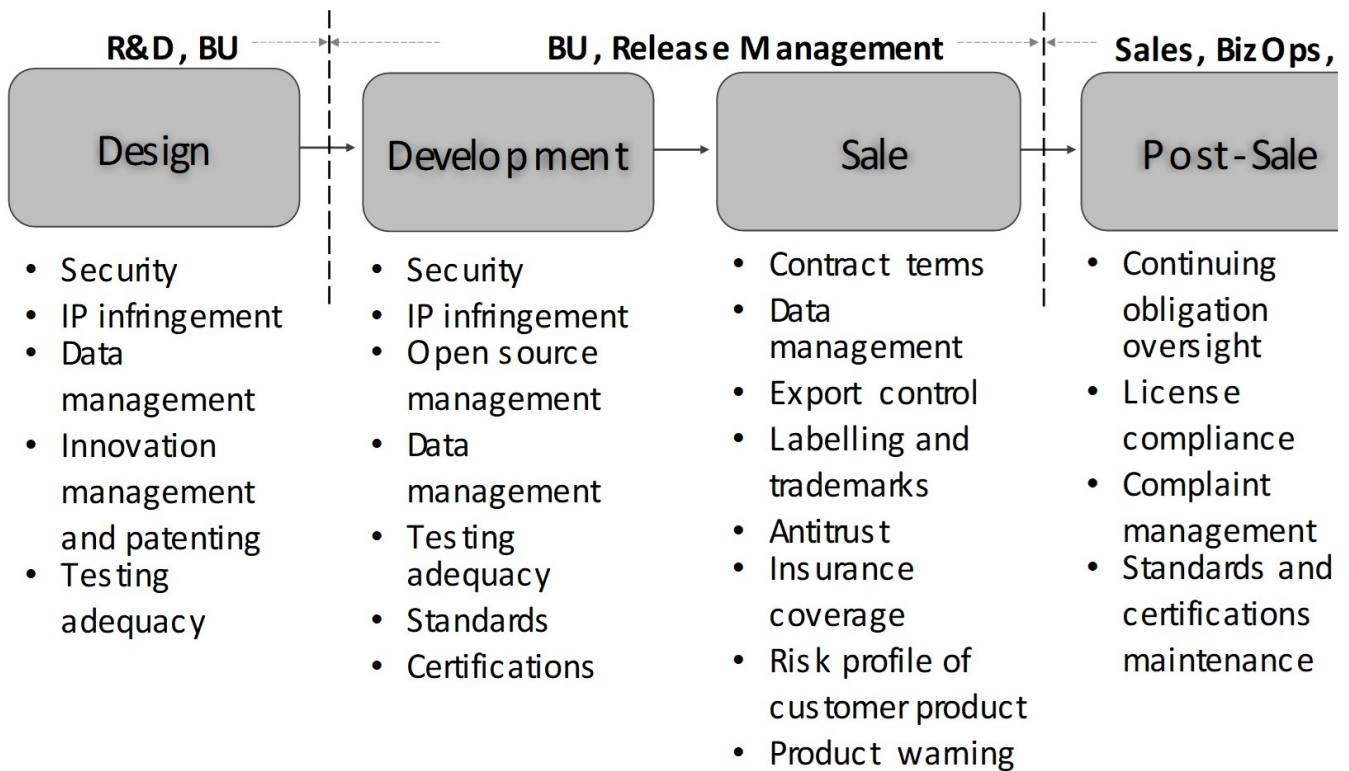 R&D, BU
BU, Release Management
Sales, BizOps,
Design
Development
Sale
Post-Sale
• Security
• IP infringement
• Data
management
• Innovation
management
and patenting
• Testing
adequacy
• Security
• IP infringement
• Open source
management
• Data
management
• Testing
adequacy
• Standards
• Certifications
• Contract terms
• Data
management
• Export control
• Labelling and
trademarks
• Antitrust
• Insurance
coverage
• Risk profile of
customer product
• Product warning
• Continuing
obligation
oversight
• License
compliance
• Complaint
management
• Standards and
certifications
maintenance